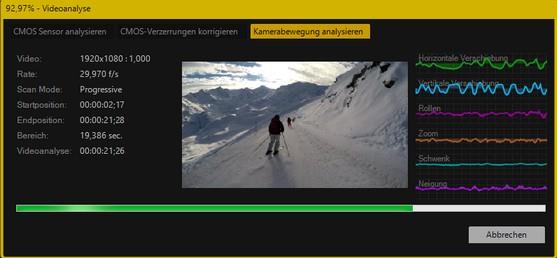 92,97% - Videoanalyse
CMOS Sensor analysieren
CMOS-Verzerrungen korrigieren
Kamerabewegung analysieren
Video: 1920x1080 : 1,000
Rate: 29,970 f/s
Scan Mode: Progressive
Startposition: 00:00:02;17
Endposition: 00:00:21;28
Bereich: 19,386 sec.
Videoanalyse: 00:00:21;26
Horizontale Verschiebung
Vertikale Verschiebung
Rollen
Zoom
Schwenk
Neigung
Abbrechen